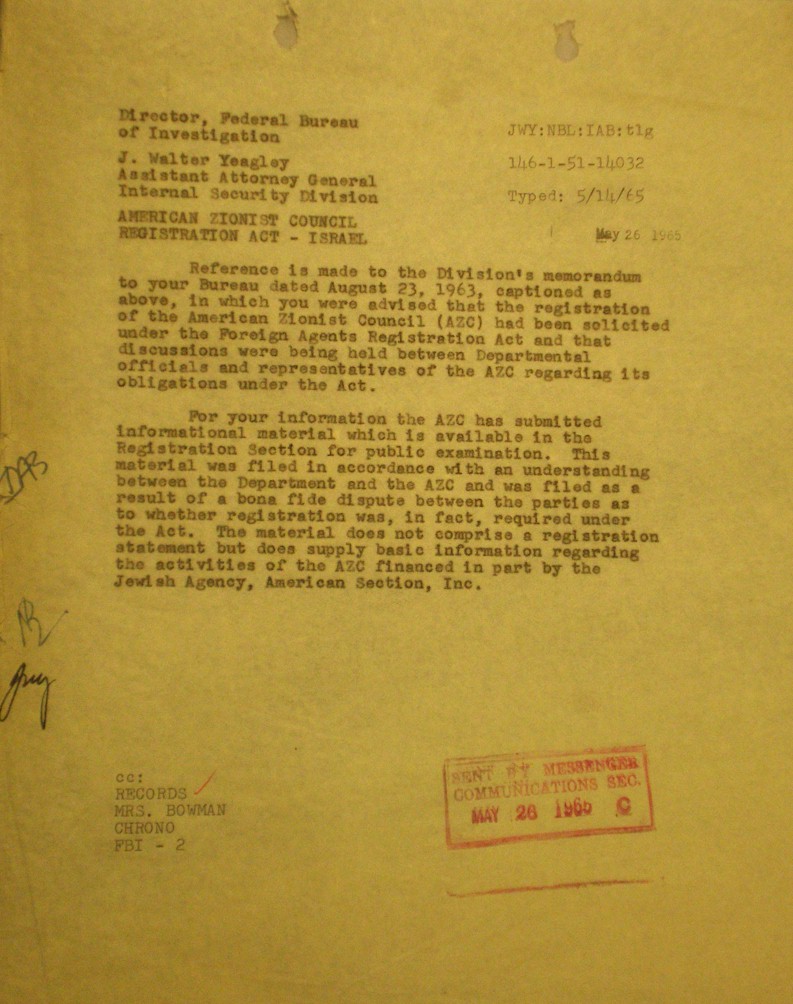 Director, Federal Bureau
of Investigation
JWY:NBL:IAB:tlg
J. Walter Yeagley
Assistant Attorney General
Internal Security Division
146-1-51-14032
Typed: 5/14/65
AMERICAN ZIONIST COUNCIL
REGISTRATION ACT - ISRAEL
May 26 1965
Reference is made to the Division's memorandum
to your Bureau dated August 23, 1963, captioned as
above, in which you were advised that the registration
of the American Zionist Council (AZC) had been solicited
under the Foreign Agents Registration Act and that
discussions were being held between Departmental
officials and representatives of the AZC regarding its
obligations under the Act.
For your information the AZC has submitted
informational material which is available in the
Registration Section for public examination. This
material was filed in accordance with an understanding
between the Department and the AZC and was filed as a
result of a bona fide dispute between the parties as
to whether registration was, in fact, required under
the Act. The material does not comprise a registration
statement but does supply basic information regarding
the activities of the AZC financed in part by the
Jewish Agency, American Section, Inc.
cc:
RECORDS
MRS. BOWMAN
CHRONO
FBI - 2
SENT BY MESSENGER
COMMUNICATIONS SEC.
MAY 26 1965 C